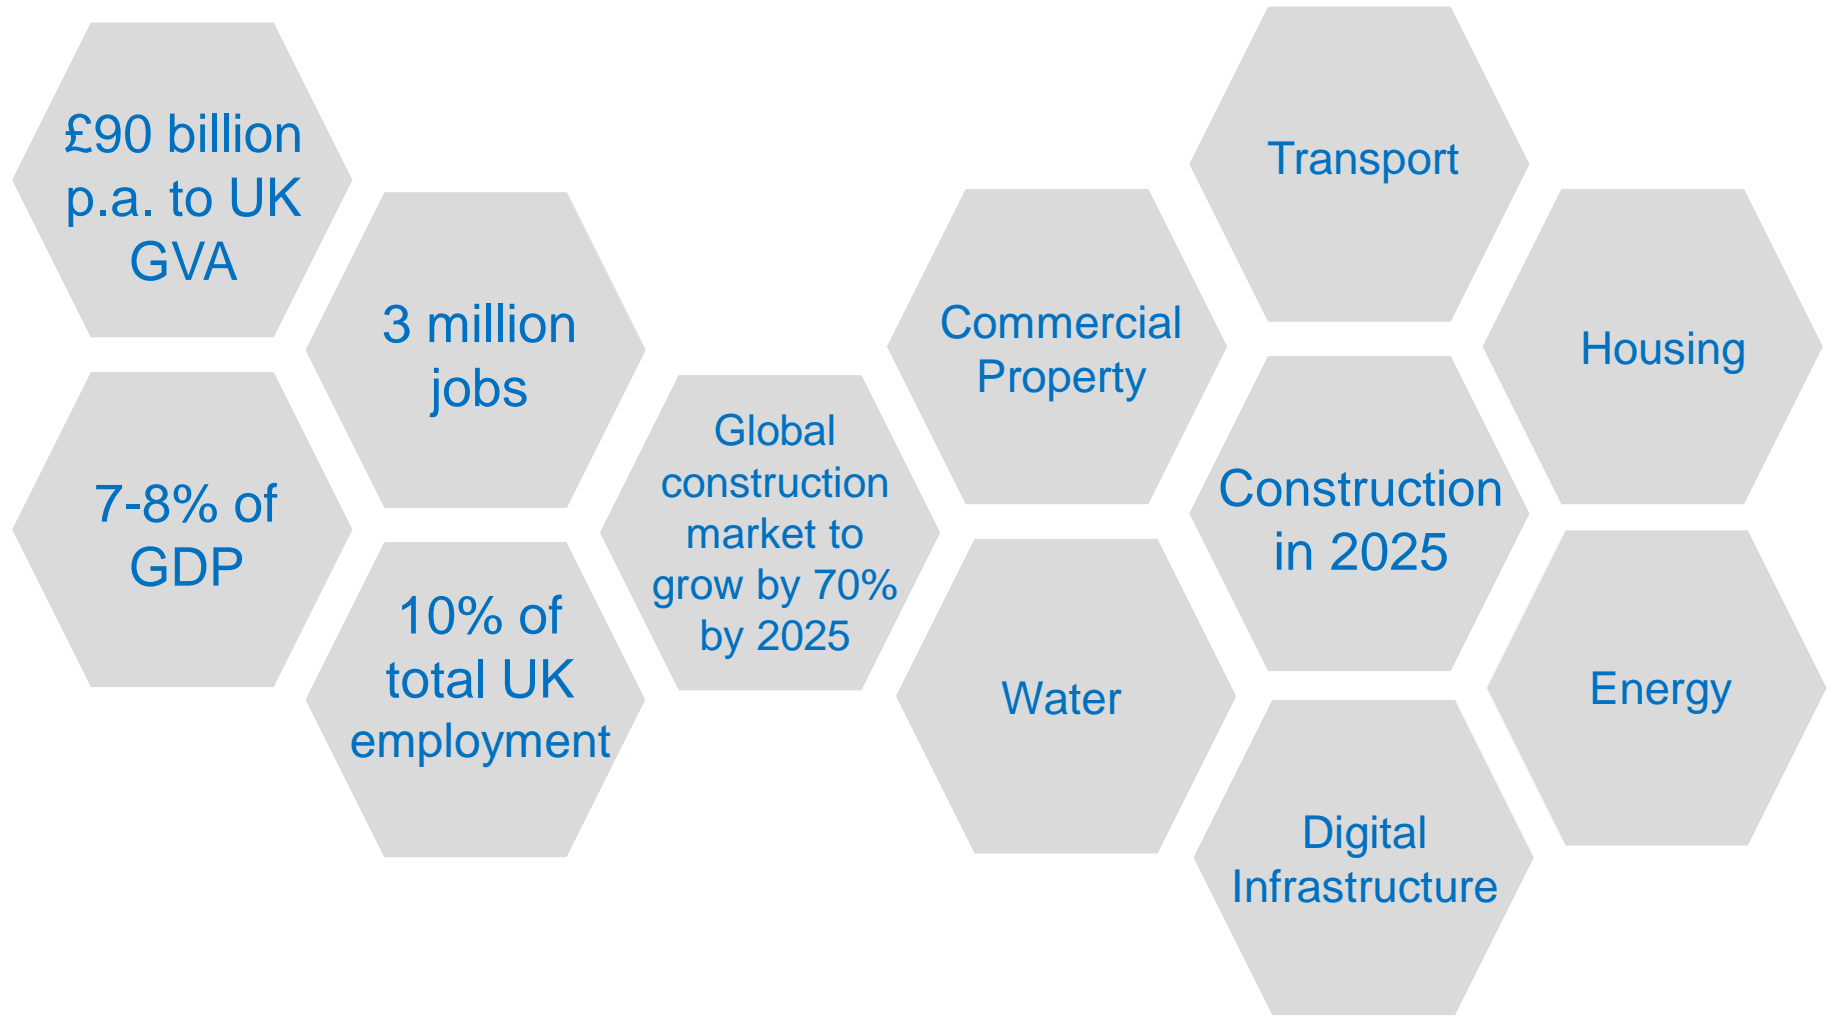 £90 billion
p.a. to UK
GVA
7-8% of
GDP
3 million
jobs
10% of
total UK
employment
Global
construction
market to
grow by 70%
by 2025
Commercial
Property
Water
Transport
Construction
in 2025
Digital
Infrastructure
Housing
Energy